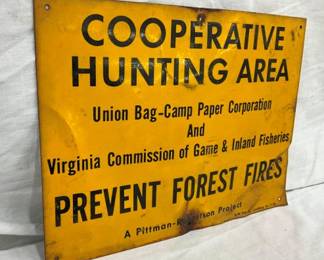 COOPERATIVE
HUNTING AREA
Union Bag-Camp Paper Corporation
And
Virginia Commission of Game & Inland Fisheries
PREVENT FOREST FIRES
A Pittman-Robertson Project